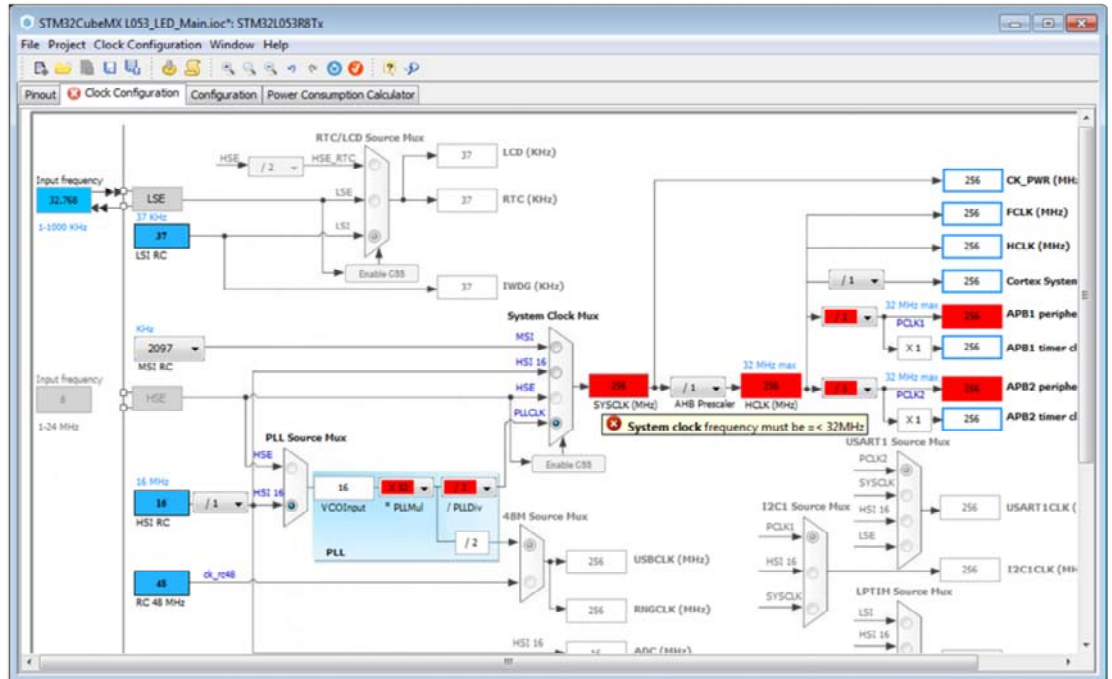 STM32CubeMX L053_LED_Main.ioc*: STM32L053R8Tx
File Project Clock Configuration Window Help
Pinout Clock Configuration Configuration Power Consumption Calculator
RTC/LCD Source Mux
HSE / 2 HSE_RTC 37 LCD (KHz)
Input frequency
32.768 LSE LSE 37 RTC (KHz)
1-1000 KHz
37 KHz
37 LSI
LSI RC
Enable CSS
37 IWDG (KHz)
256 CK_PWR (MH
256 FCLK (MHz)
256 HCLK (MHz)
/ 1 256 Cortex System
32 MHz max
256 APB1 periphe
PCLK1
X 1 256 APB1 timer cl
System Clock Mux
MSI
KHz
2097
MSI RC
HSI 16
HSE
PLLCLK
256
SYSCLK (MHz)
/ 1
AHB Prescaler
32 MHz max
256
HCLK (MHz)
32 MHz max
256 APB2 periphe
PCLK2
X 1 256 APB2 timer cl
System clock frequency must be =< 32MHz
Enable CSS
Input frequency
8 HSE
1-24 MHz
PLL Source Mux
HSE
16 MHz
16 / 1 HSI 16
HSI RC
16
VCOInput * PLLMul / PLLDiv
/ 2
PLL
48M Source Mux
256 USBCLK (MHz)
48 ck_rc48
RC 48 MHz
256 RNGCLK (MHz)
HSI 16 ADC (MHz)
USART1 Source Mux
PCLK2
SYSCLK
HSI 16
LSE
256 USART1CLK (
I2C1 Source Mux
PCLK1
HSI 16
SYSCLK
256 I2C1CLK (MH
LPTIM Source Mux
LSI
HSI 16